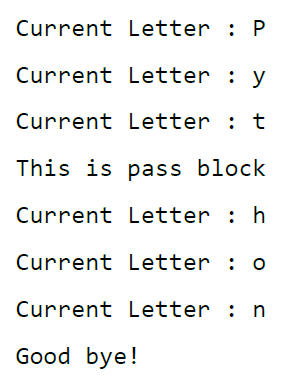 Current Letter : P
Current Letter : y
Current Letter : t
This is pass block
Current Letter : h
Current Letter : o
Current Letter : n
Good bye!